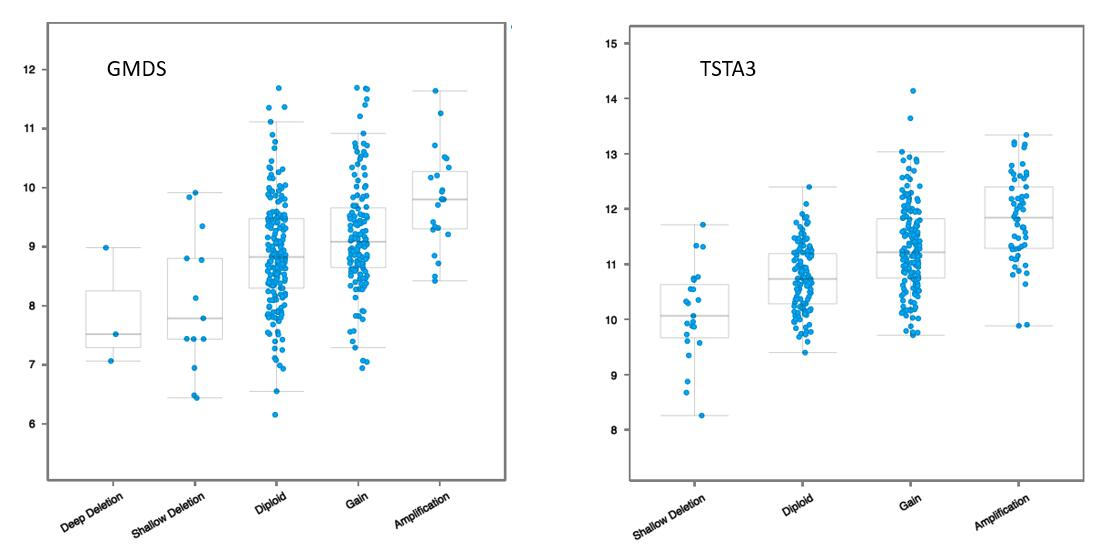 GMDS
12
11
10
9
8
7
6
Deep Deletion
Shallow Deletion
Diploid
Gain
Amplification
TSTA3
15
14
13
12
11
10
9
8
Shallow Deletion
Diploid
Gain
Amplification